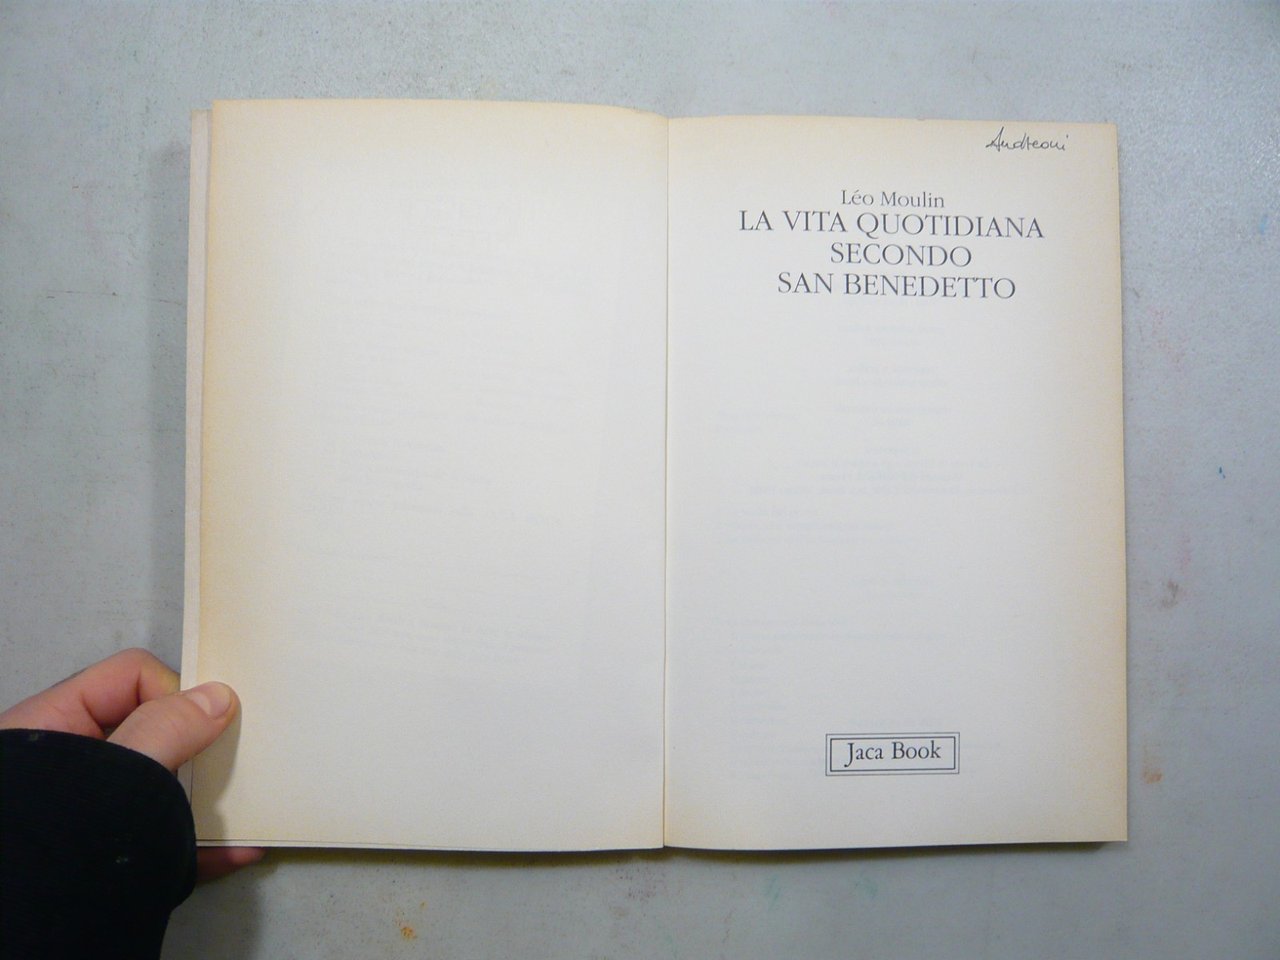 Andreoni
Léo Moulin
LA VITA QUOTIDIANA
SECONDO
SAN BENEDETTO
Jaca Book